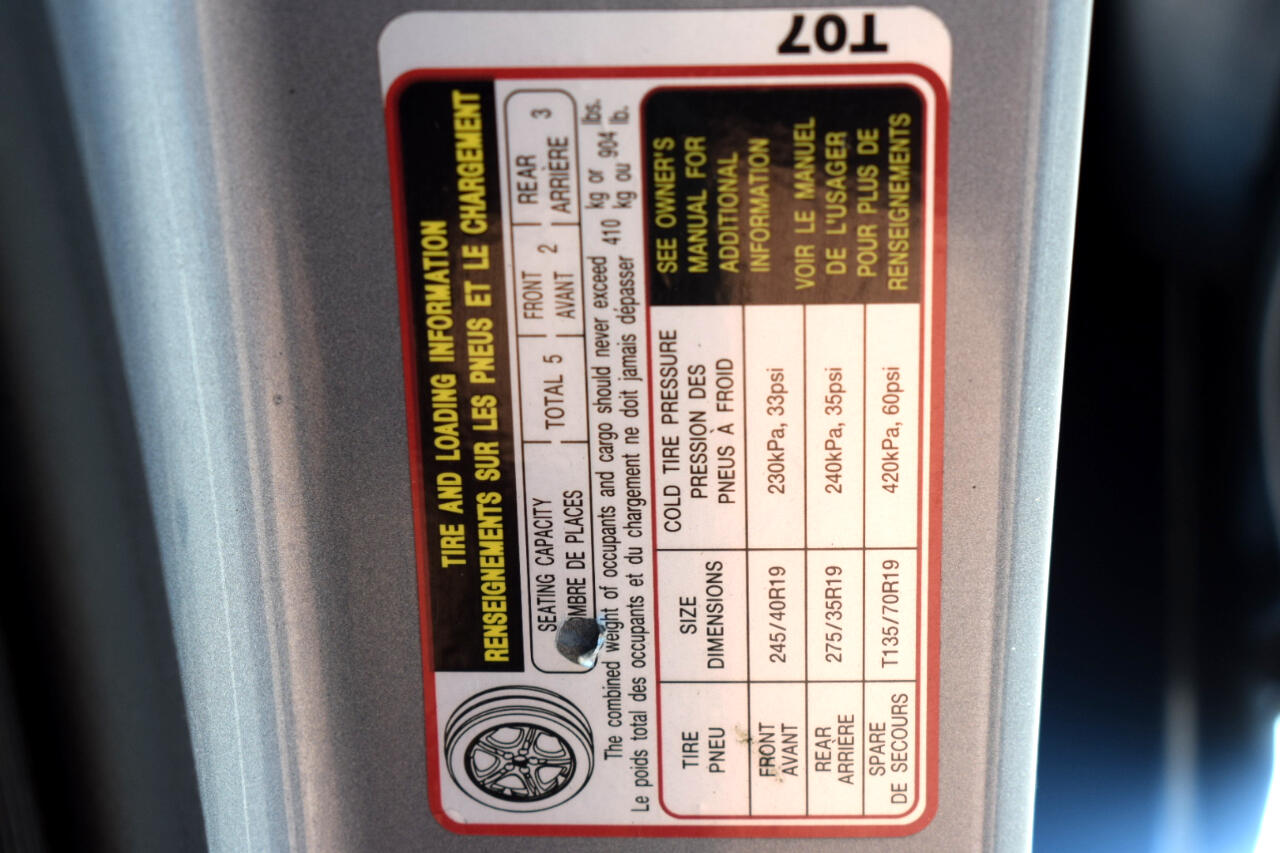 T07
TIRE AND LOADING INFORMATION
RENSEIGNEMENTS SUR LES PNEUS ET LE CHARGEMENT
SEATING CAPACITY TOTAL 5 FRONT 2 REAR 3
MBRE DE PLACES AVANT ARRIÈRE
The combined weight of occupants and cargo should never exceed 410 kg or 904 lbs.
Le poids total des occupants et du chargement ne doit jamais dépasser kg ou lb.
TIRE SIZE COLD TIRE PRESSURE
PNEU DIMENSIONS PRESSION DES
PNEUS À FROID
FRONT 245/40R19 230kPa, 33psi
AVANT
REAR 275/35R19 240kPa, 35psi
ARRIÈRE
SPARE T135/70R19 420kPa, 60psi
DE SECOURS
SEE OWNER'S
MANUAL FOR
ADDITIONAL
INFORMATION
VOIR LE MANUEL
DE L'USAGER
POUR PLUS DE
RENSEIGNEMENTS